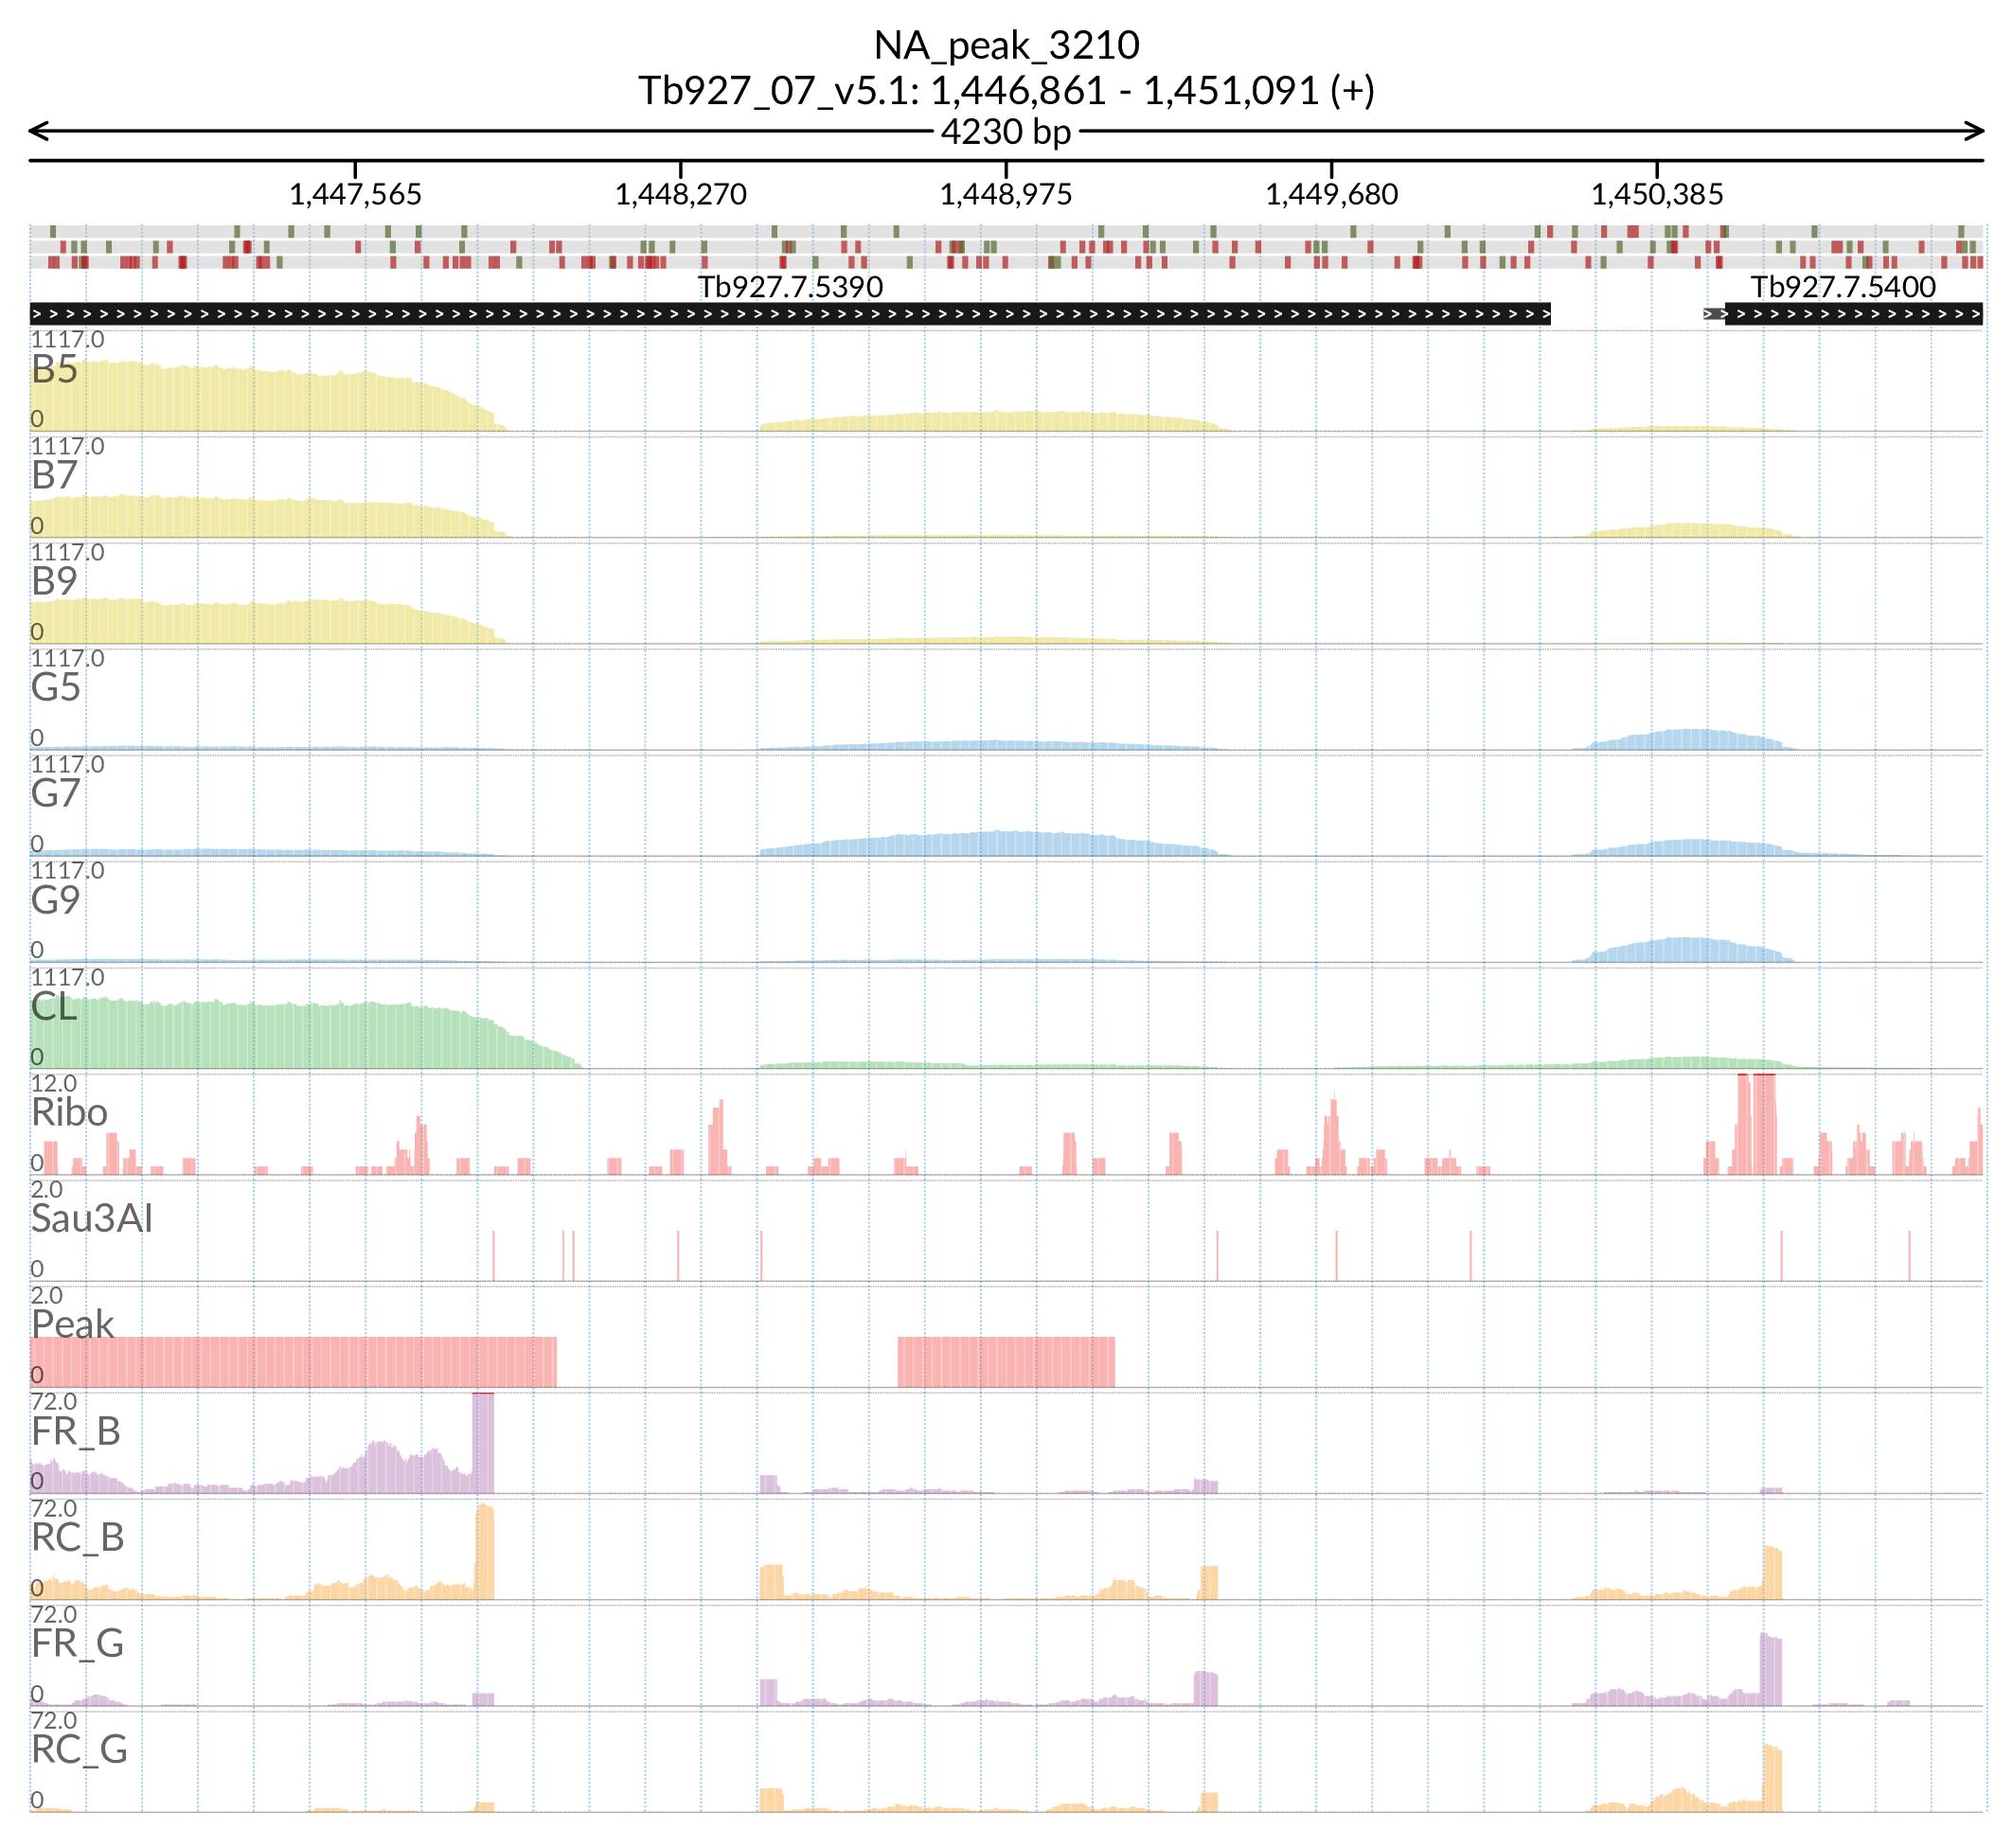 NA_peak_3210
Tb927_07_v5.1: 1,446,861 - 1,451,091 (+)
4230 bp
1,447,565 1,448,270 1,448,975 1,449,680 1,450,385
Tb927.7.5390 Tb927.7.5400
1117.0
B5
0
1117.0
B7
0
1117.0
B9
0
1117.0
G5
0
1117.0
G7
0
1117.0
G9
0
1117.0
CL
0
12.0
Ribo
0
2.0
Sau3AI
0
2.0
Peak
0
72.0
FR_B
0
72.0
RC_B
0
72.0
FR_G
0
72.0
RC_G
0